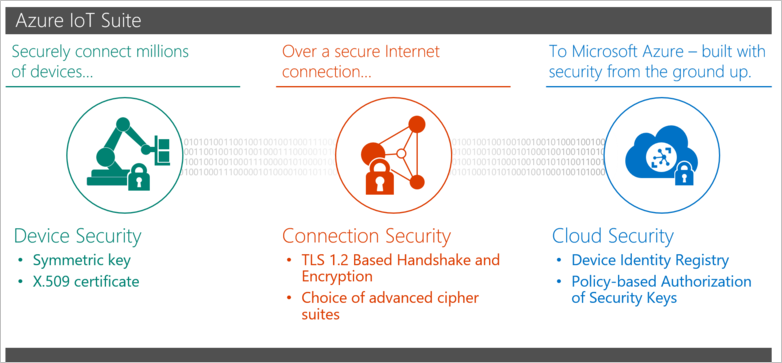 Azure IoT Suite
Securely connect millions
of devices...
Over a secure Internet
connection...
To Microsoft Azure – built with
security from the ground up.
Device Security
• Symmetric key
• X.509 certificate
Connection Security
• TLS 1.2 Based Handshake and
Encryption
• Choice of advanced cipher
suites
Cloud Security
• Device Identity Registry
• Policy-based Authorization
of Security Keys